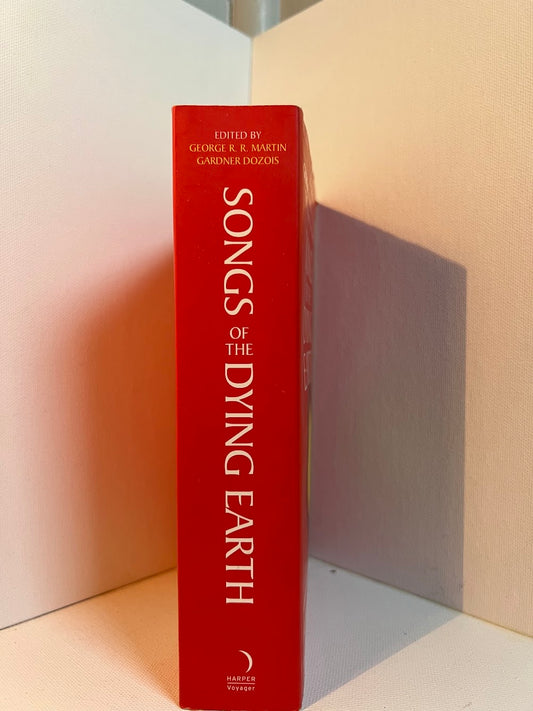 EDITED BY
GEORGE R. R. MARTIN
GARDNER DOZOIS
SONGS OF THE DYING EARTH
HARPER
Voyager